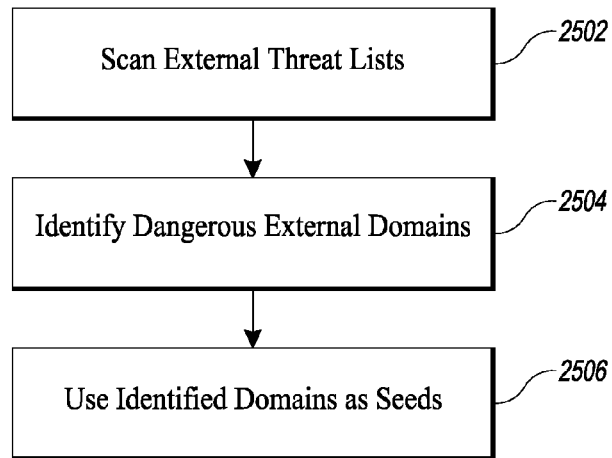 Scan External Threat Lists
2502
Identify Dangerous External Domains
2504
Use Identified Domains as Seeds
2506